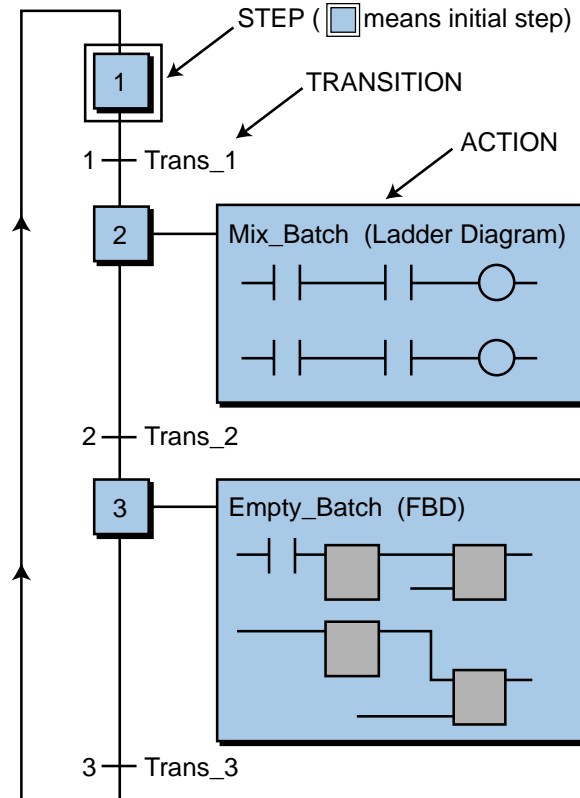 STEP ( means initial step)
1
TRANSITION
1 Trans_1
ACTION
2
Mix_Batch (Ladder Diagram)
2 Trans_2
3
Empty_Batch (FBD)
3 Trans_3